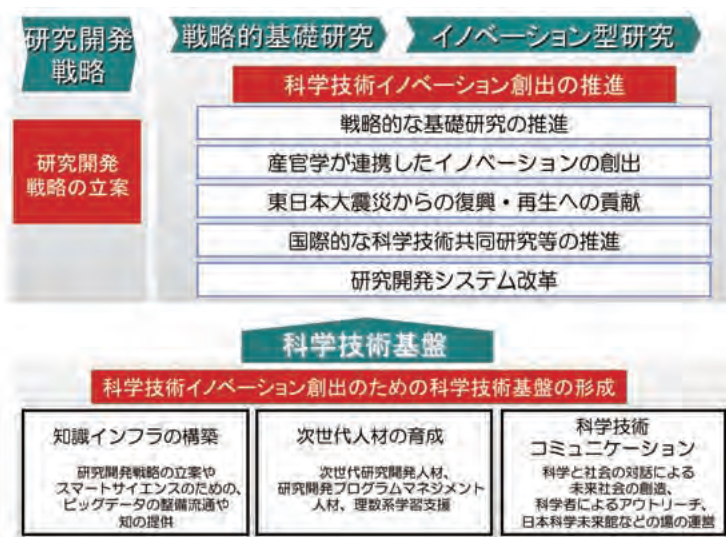 研究開発
戦略
戦略的基礎研究
イノベーション型研究
研究開発
戦略の立案
科学技術イノベーション創出の推進
戦略的な基礎研究の推進
産官学が連携したイノベーションの創出
東日本大震災からの復興・再生への貢献
国際的な科学技術共同研究等の推進
研究開発システム改革
科学技術基盤
科学技術イノベーション創出のための科学技術基盤の形成
知識インフラの構築
研究開発戦略の立案や
スマートサイエンスのための、
ビッグデータの整備流通や
知の提供
次世代人材の育成
次世代研究開発人材、
研究開発プログラムマネジメント
人材、理数系学習支援
科学技術
コミュニケーション
科学と社会の対話による
未来社会の創造、
科学者によるアウトリーチ、
日本科学未来館などの場の運営